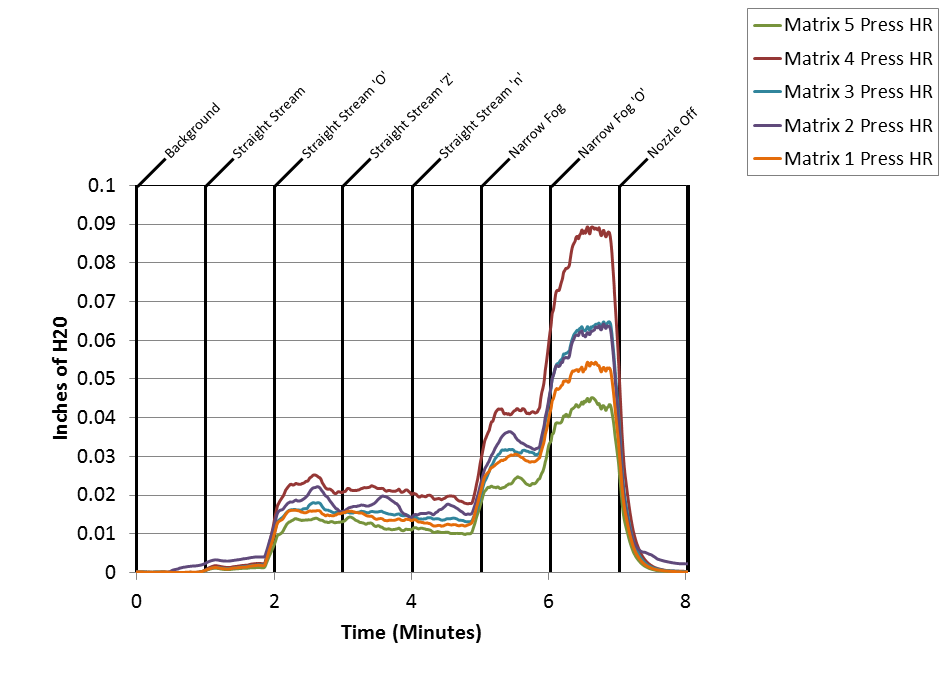 Matrix 5 Press HR
Matrix 4 Press HR
Matrix 3 Press HR
Matrix 2 Press HR
Matrix 1 Press HR
Background
Straight Stream
Straight Stream 'O'
Straight Stream 'Z'
Straight Stream 'n'
Narrow Fog
Narrow Fog 'O'
Nozzle Off
0.1
0.09
0.08
0.07
0.06
0.05
0.04
0.03
0.02
0.01
0
Inches of H20
0
2
4
6
8
Time (Minutes)